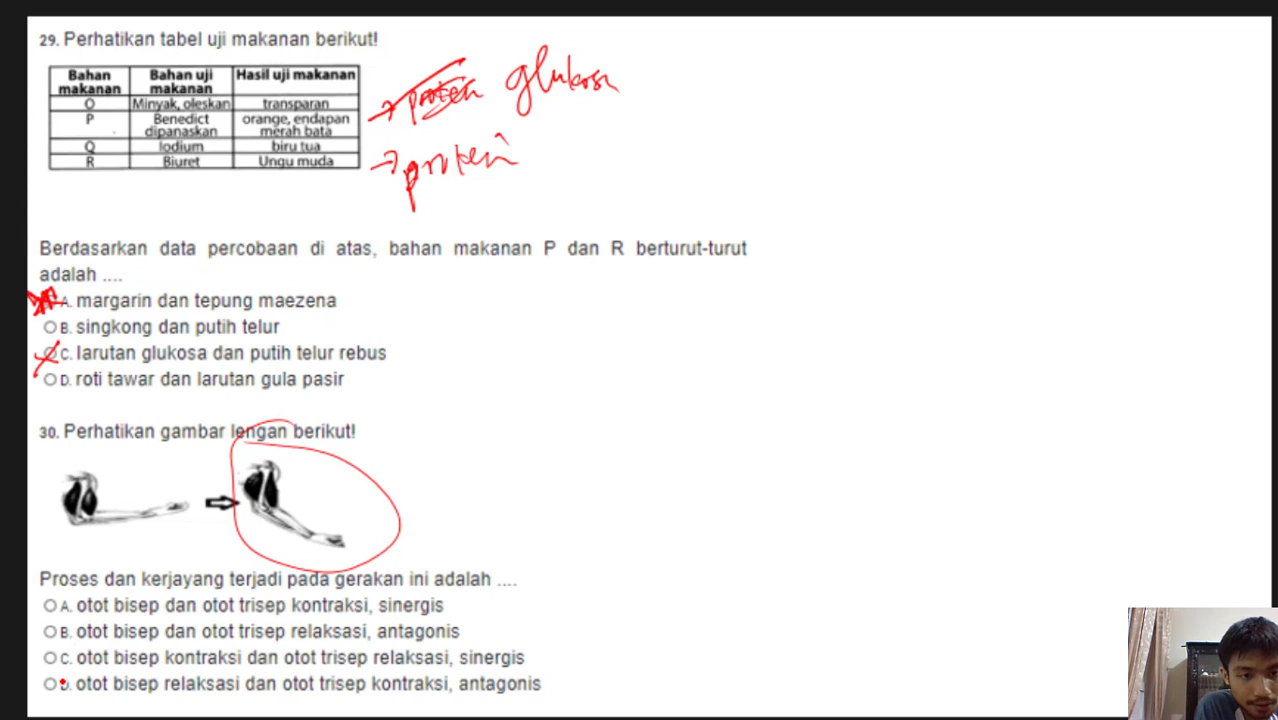 29. Perhatikan tabel uji makanan berikut!
Bahan makanan Bahan uji makanan Hasil uji makanan
O Minyak, oleskan transparan
P Benedict dipanaskan orange, endapan merah bata
Q Iodium biru tua
R Biuret Ungu muda
glukosa
protein
Berdasarkan data percobaan di atas, bahan makanan P dan R berturut-turut
adalah ....
A. margarin dan tepung maezena
B. singkong dan putih telur
C. larutan glukosa dan putih telur rebus
D. roti tawar dan larutan gula pasir
30. Perhatikan gambar lengan berikut!
Proses dan kerjayang terjadi pada gerakan ini adalah ....
A. otot bisep dan otot trisep kontraksi, sinergis
B. otot bisep dan otot trisep relaksasi, antagonis
C. otot bisep kontraksi dan otot trisep relaksasi, sinergis
D. otot bisep relaksasi dan otot trisep kontraksi, antagonis